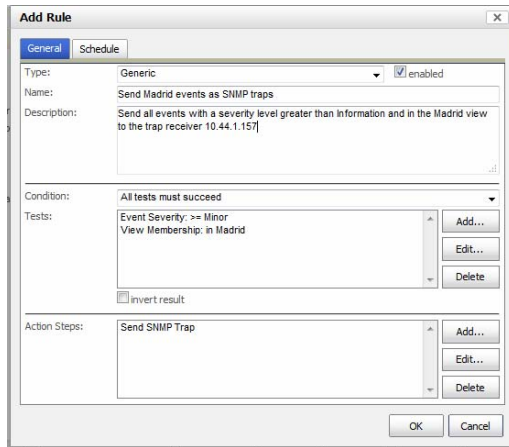 Add Rule
General Schedule
Type: Generic enabled
Name: Send Madrid events as SNMP traps
Description: Send all events with a severity level greater than Information and in the Madrid view
to the trap receiver 10.44.1.157
Condition: All tests must succeed
Tests: Event Severity: >= Minor
View Membership: in Madrid
Add...
Edit...
Delete
invert result
Action Steps: Send SNMP Trap
Add...
Edit...
Delete
OK Cancel